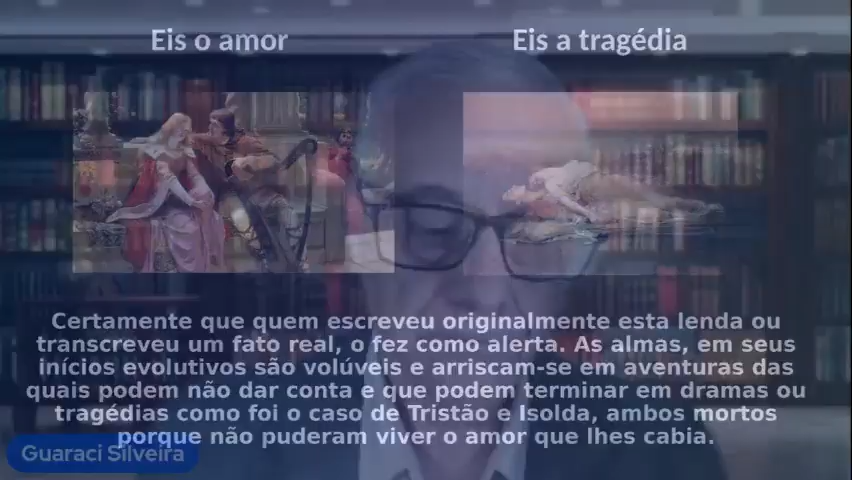 Eis o amor
Eis a tragédia
Certamente que quem escreveu originalmente esta lenda ou
transcreveu um fato real, o fez como alerta. As almas, em seus
inícios evolutivos são volúveis e arriscam-se em aventuras das
quais podem não dar conta e que podem terminar em dramas ou
tragédias como foi o caso de Tristão e Isolda, ambos mortos
porque não puderam viver o amor que lhes cabia.
Guaraci Silveira